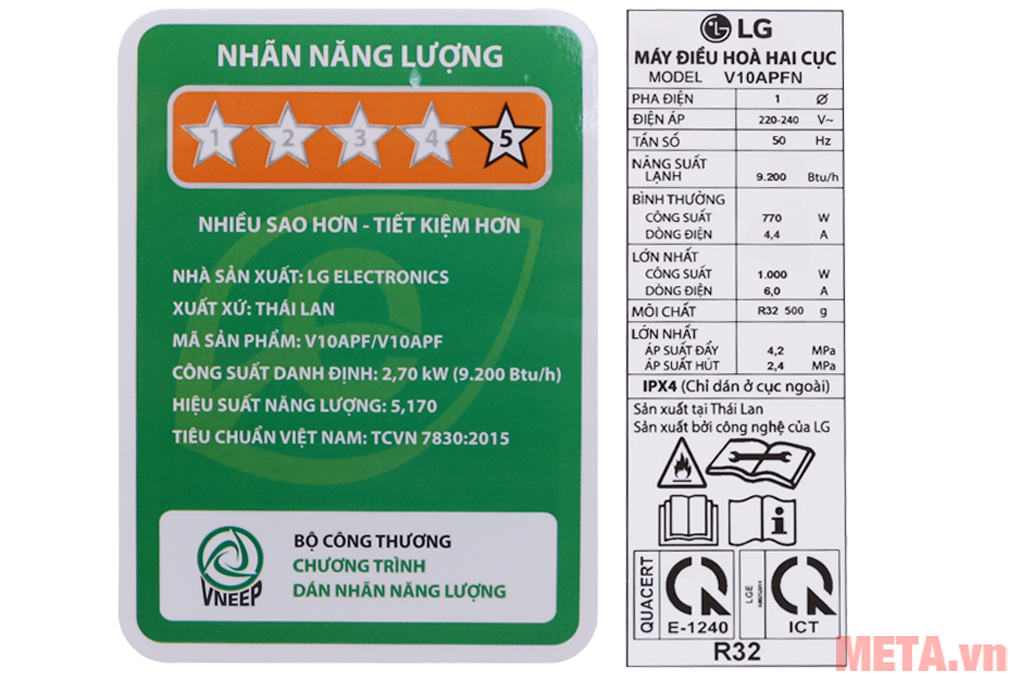 NHÃN NĂNG LƯỢNG
1 2 3 4 5
NHIỀU SAO HƠN - TIẾT KIỆM HƠN
NHÀ SẢN XUẤT: LG ELECTRONICS
XUẤT XỨ: THÁI LAN
MÃ SẢN PHẨM: V10APF/V10APF
CÔNG SUẤT DANH ĐỊNH: 2,70 kW (9.200 Btu/h)
HIỆU SUẤT NĂNG LƯỢNG: 5,170
TIÊU CHUẨN VIỆT NAM: TCVN 7830:2015
VNEEP
BỘ CÔNG THƯƠNG
CHƯƠNG TRÌNH
DÁN NHÃN NĂNG LƯỢNG
LG
MÁY ĐIỀU HOÀ HAI CỤC
MODEL V10APFN
PHA ĐIỆN 1 Ø
ĐIỆN ÁP 220-240 V~
TẦN SỐ 50 Hz
NĂNG SUẤT
LẠNH 9.200 Btu/h
BÌNH THƯỜNG
CÔNG SUẤT 770 W
DÒNG ĐIỆN 4,4 A
LỚN NHẤT
CÔNG SUẤT 1.000 W
DÒNG ĐIỆN 6,0 A
MÔI CHẤT R32 500 g
LỚN NHẤT
ÁP SUẤT ĐẨY 4,2 MPa
ÁP SUẤT HÚT 2,4 MPa
IPX4 (Chỉ dán ở cục ngoài)
Sản xuất tại Thái Lan
Sản xuất bởi công nghệ của LG
QUACERT
E-1240
LGE
ICT
R32
META.vn